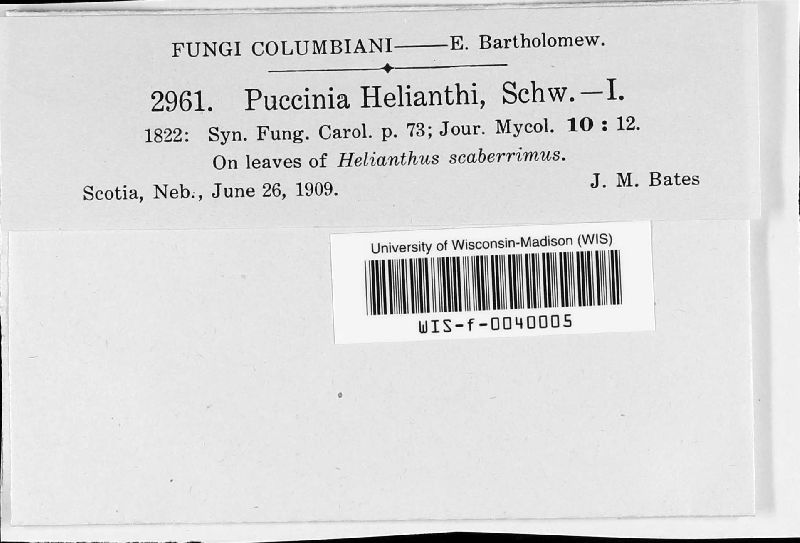 FUNGI COLUMBIANI——E. Bartholomew.
2961. Puccinia Helianthi, Schw.—I.
1822: Syn. Fung. Carol. p. 73; Jour. Mycol. 10 : 12.
On leaves of Helianthus scaberrimus.
Scotia, Neb., June 26, 1909. J. M. Bates
University of Wisconsin-Madison (WIS)
WIS-f-0040005